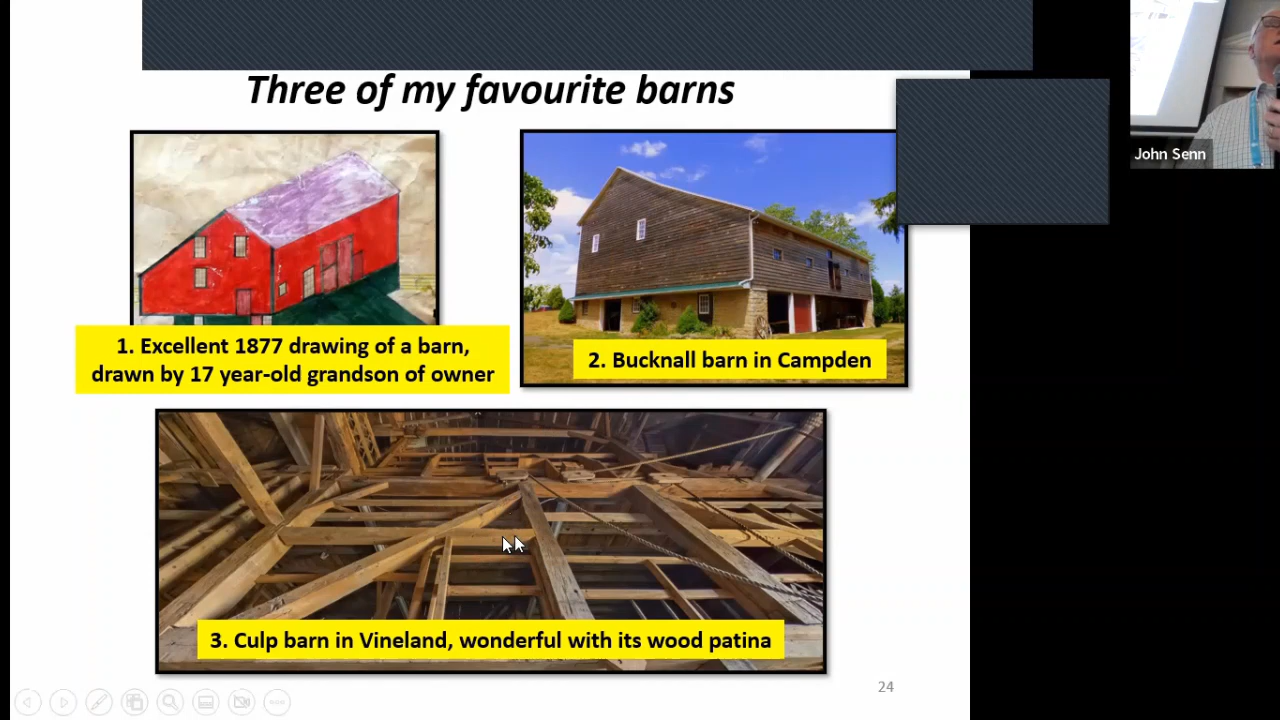 Three of my favourite barns
John Senn
1. Excellent 1877 drawing of a barn,
drawn by 17 year-old grandson of owner
2. Bucknall barn in Campden
3. Culp barn in Vineland, wonderful with its wood patina
24